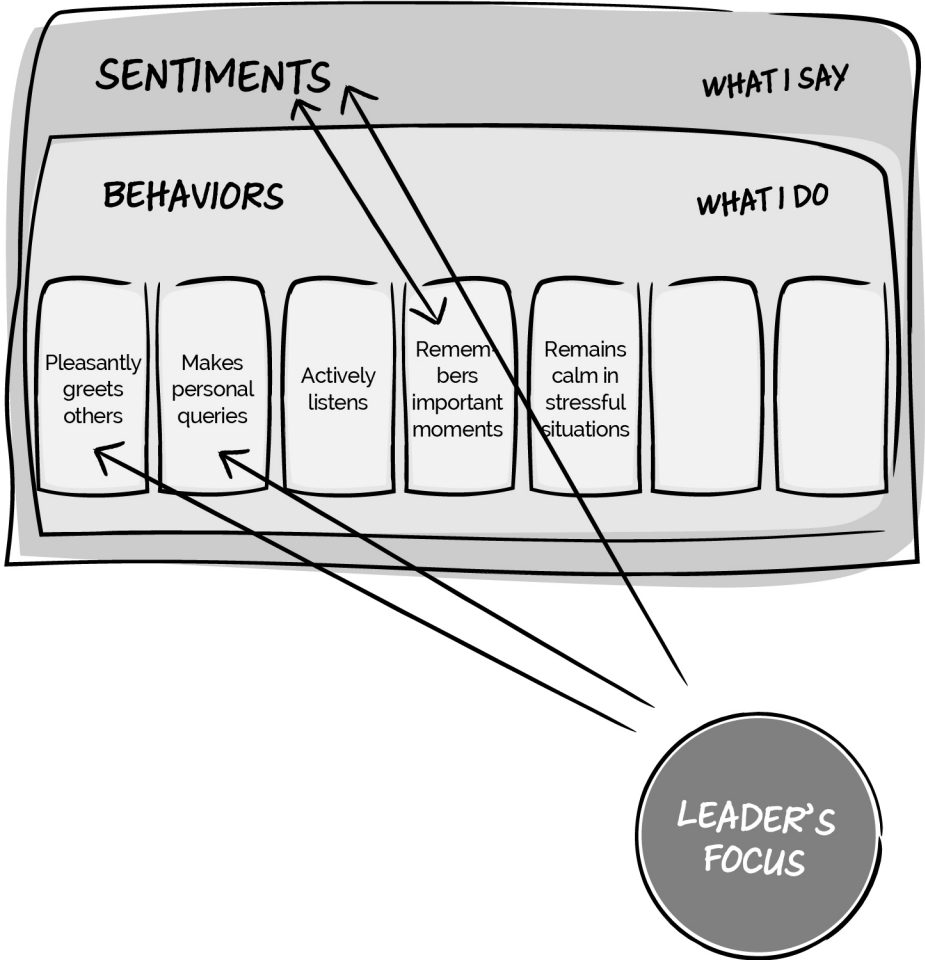 SENTIMENTS
WHAT I SAY
BEHAVIORS
WHAT I DO
Pleasantly
greets
others
Makes
personal
queries
Actively
listens
Remem-
bers
important
moments
Remains
calm in
stressful
situations
LEADER'S
FOCUS